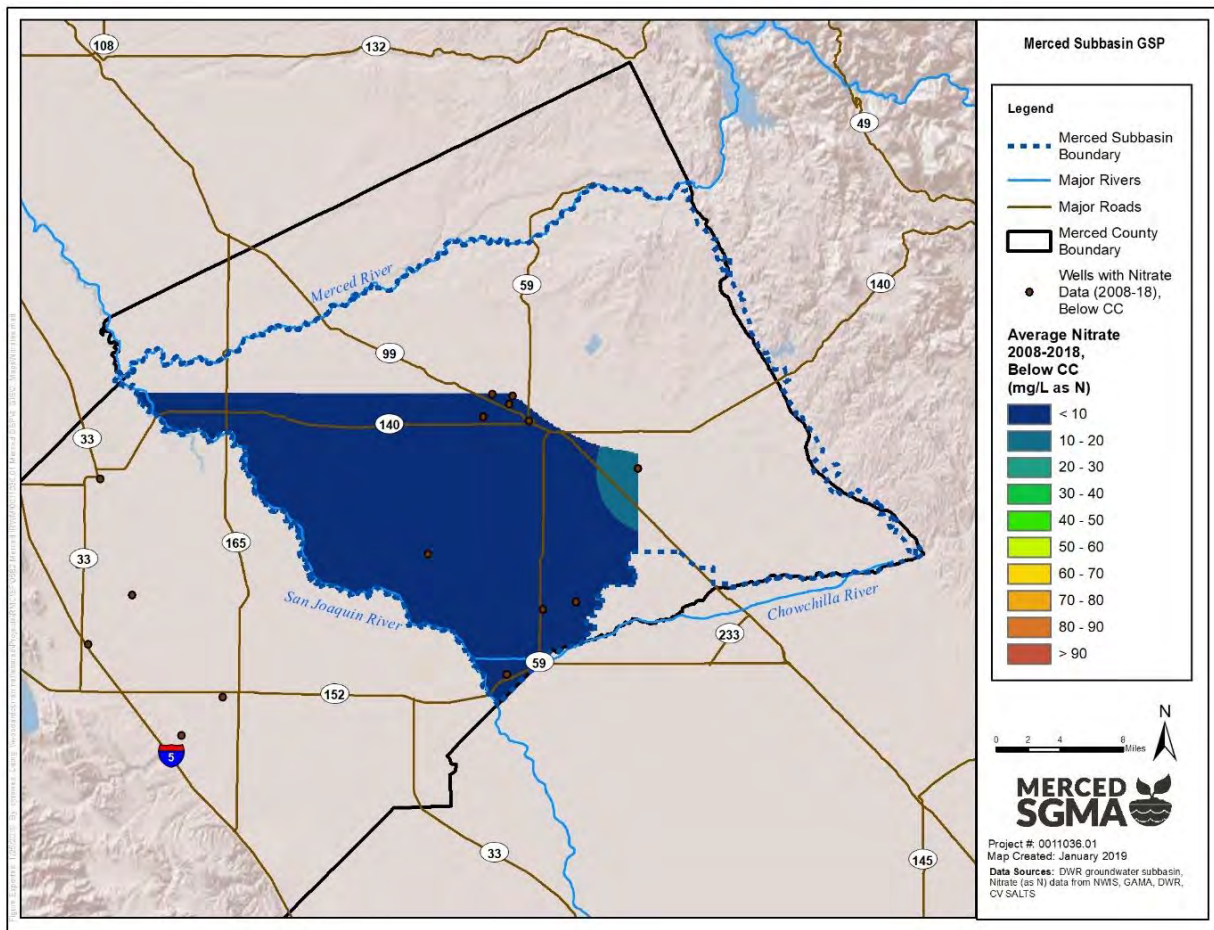 108
132
49
Merced River
59
140
99
140
33
33
165
San Joaquin River
Chowchilla River
233
59
152
5
33
145
Merced Subbasin GSP
Legend
Merced Subbasin
Boundary
Major Rivers
Major Roads
Merced County
Boundary
Wells with Nitrate
Data (2008-18),
Below CC
Average Nitrate
2008-2018,
Below CC
(mg/L as N)
< 10
10 - 20
20 - 30
30 - 40
40 - 50
50 - 60
60 - 70
70 - 80
80 - 90
> 90
N
0 2 4 8
Miles
MERCED
SGMA
Project #: 0011036.01
Map Created: January 2019
Data Sources: DWR groundwater subbasin,
Nitrate (as N) data from NWIS, GAMA, DWR,
CV SALTS